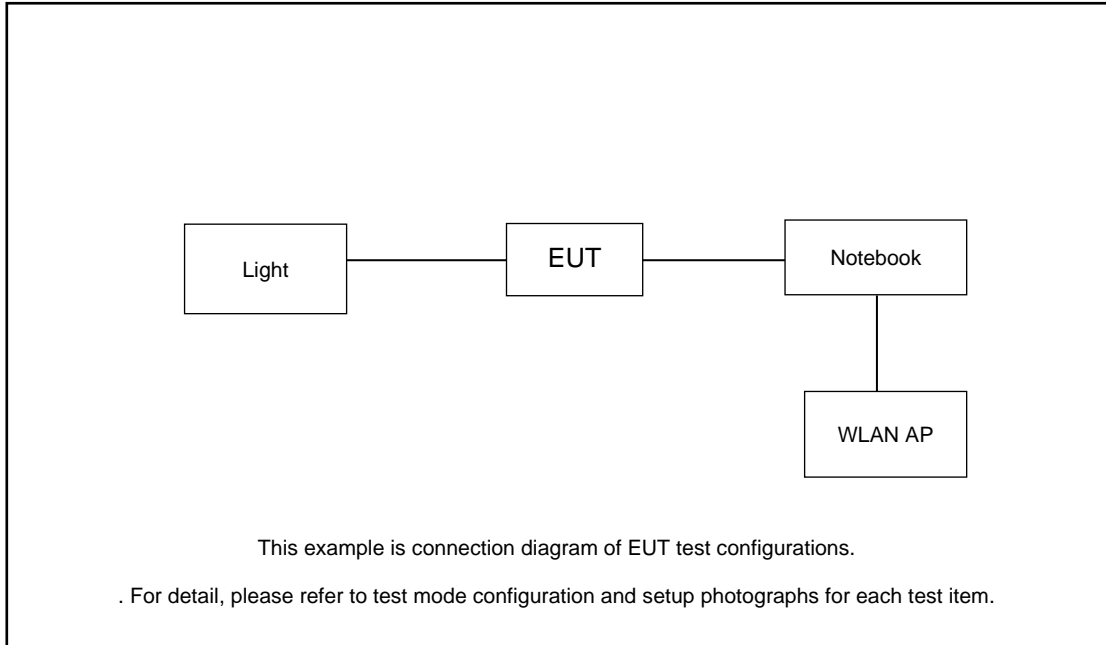 Light
EUT
Notebook
WLAN AP
This example is connection diagram of EUT test configurations.
. For detail, please refer to test mode configuration and setup photographs for each test item.